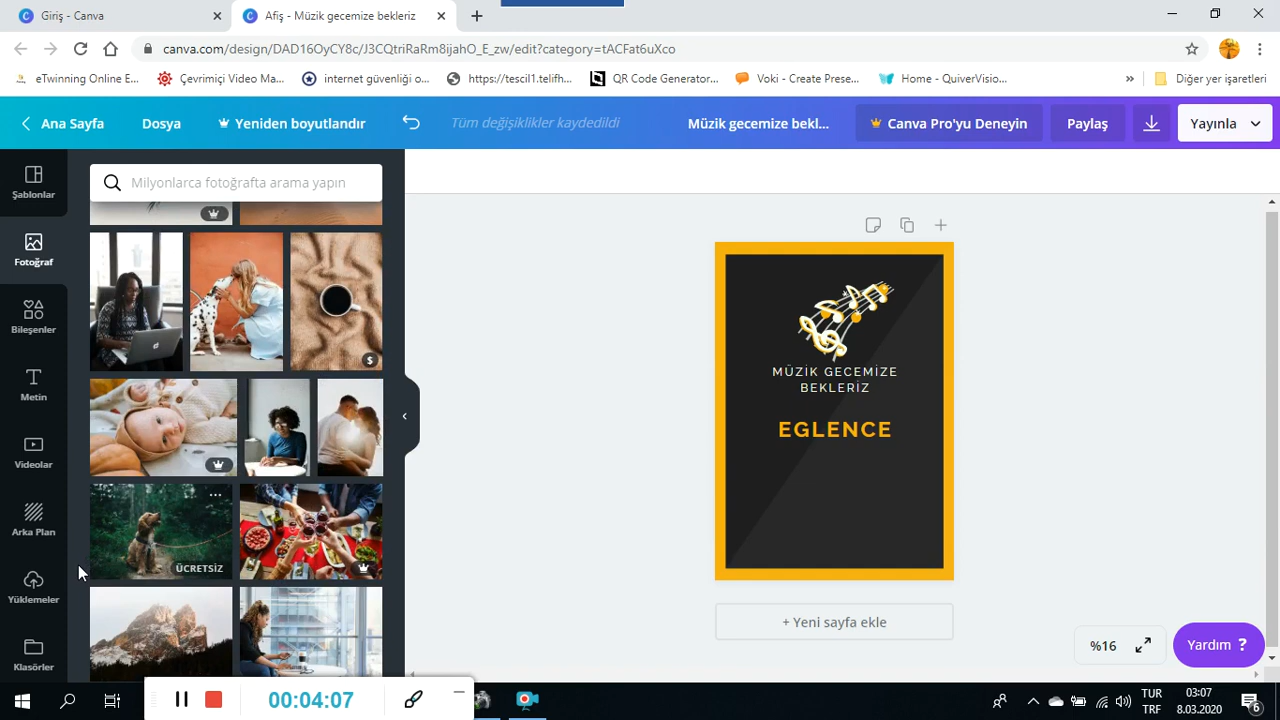 Giriş - Canva
Afiş - Müzik gecemize bekleriz
canva.com/design/DAD16OyCY8c/J3CQtriRaRm8ijahO_E_zw/edit?category=tACFat6uXco
eTwinning Online E...
Çevrimiçi Video Ma...
internet güvenliği o...
https://tescil1.telifh...
QR Code Generator...
Voki - Create Prese...
Home - QuiverVisio...
»
Diğer yer işaretleri
Ana Sayfa
Dosya
Yeniden boyutlandır
Tüm değişiklikler kaydedildi
Müzik gecemize bekl...
Canva Pro'yu Deneyin
Paylaş
Yayınla
Şablonlar
Fotoğraf
Bileşenler
Metin
Videolar
Arka Plan
Yüklemeler
Klasörler
Milyonlarca fotoğrafta arama yapın
$
ÜCRETSİZ
MÜZİK GECEMİZE
BEKLERİZ
EGLENCE
+ Yeni sayfa ekle
%16
Yardım ?
00:04:07
TUR
TRF
03:07
8.03.2020
6